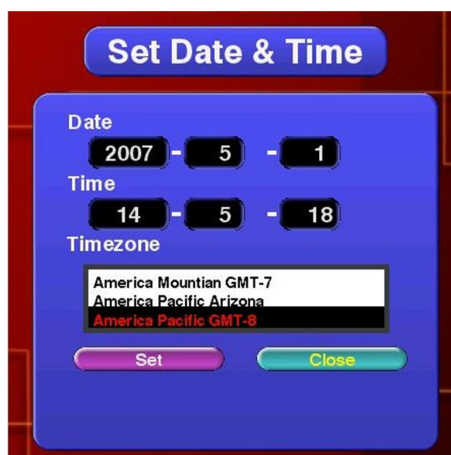 Set Date & Time
Date
2007 - 5 - 1
Time
14 - 5 - 18
Timezone
America Mountian GMT-7
America Pacific Arizona
America Pacific GMT-8
Set Close